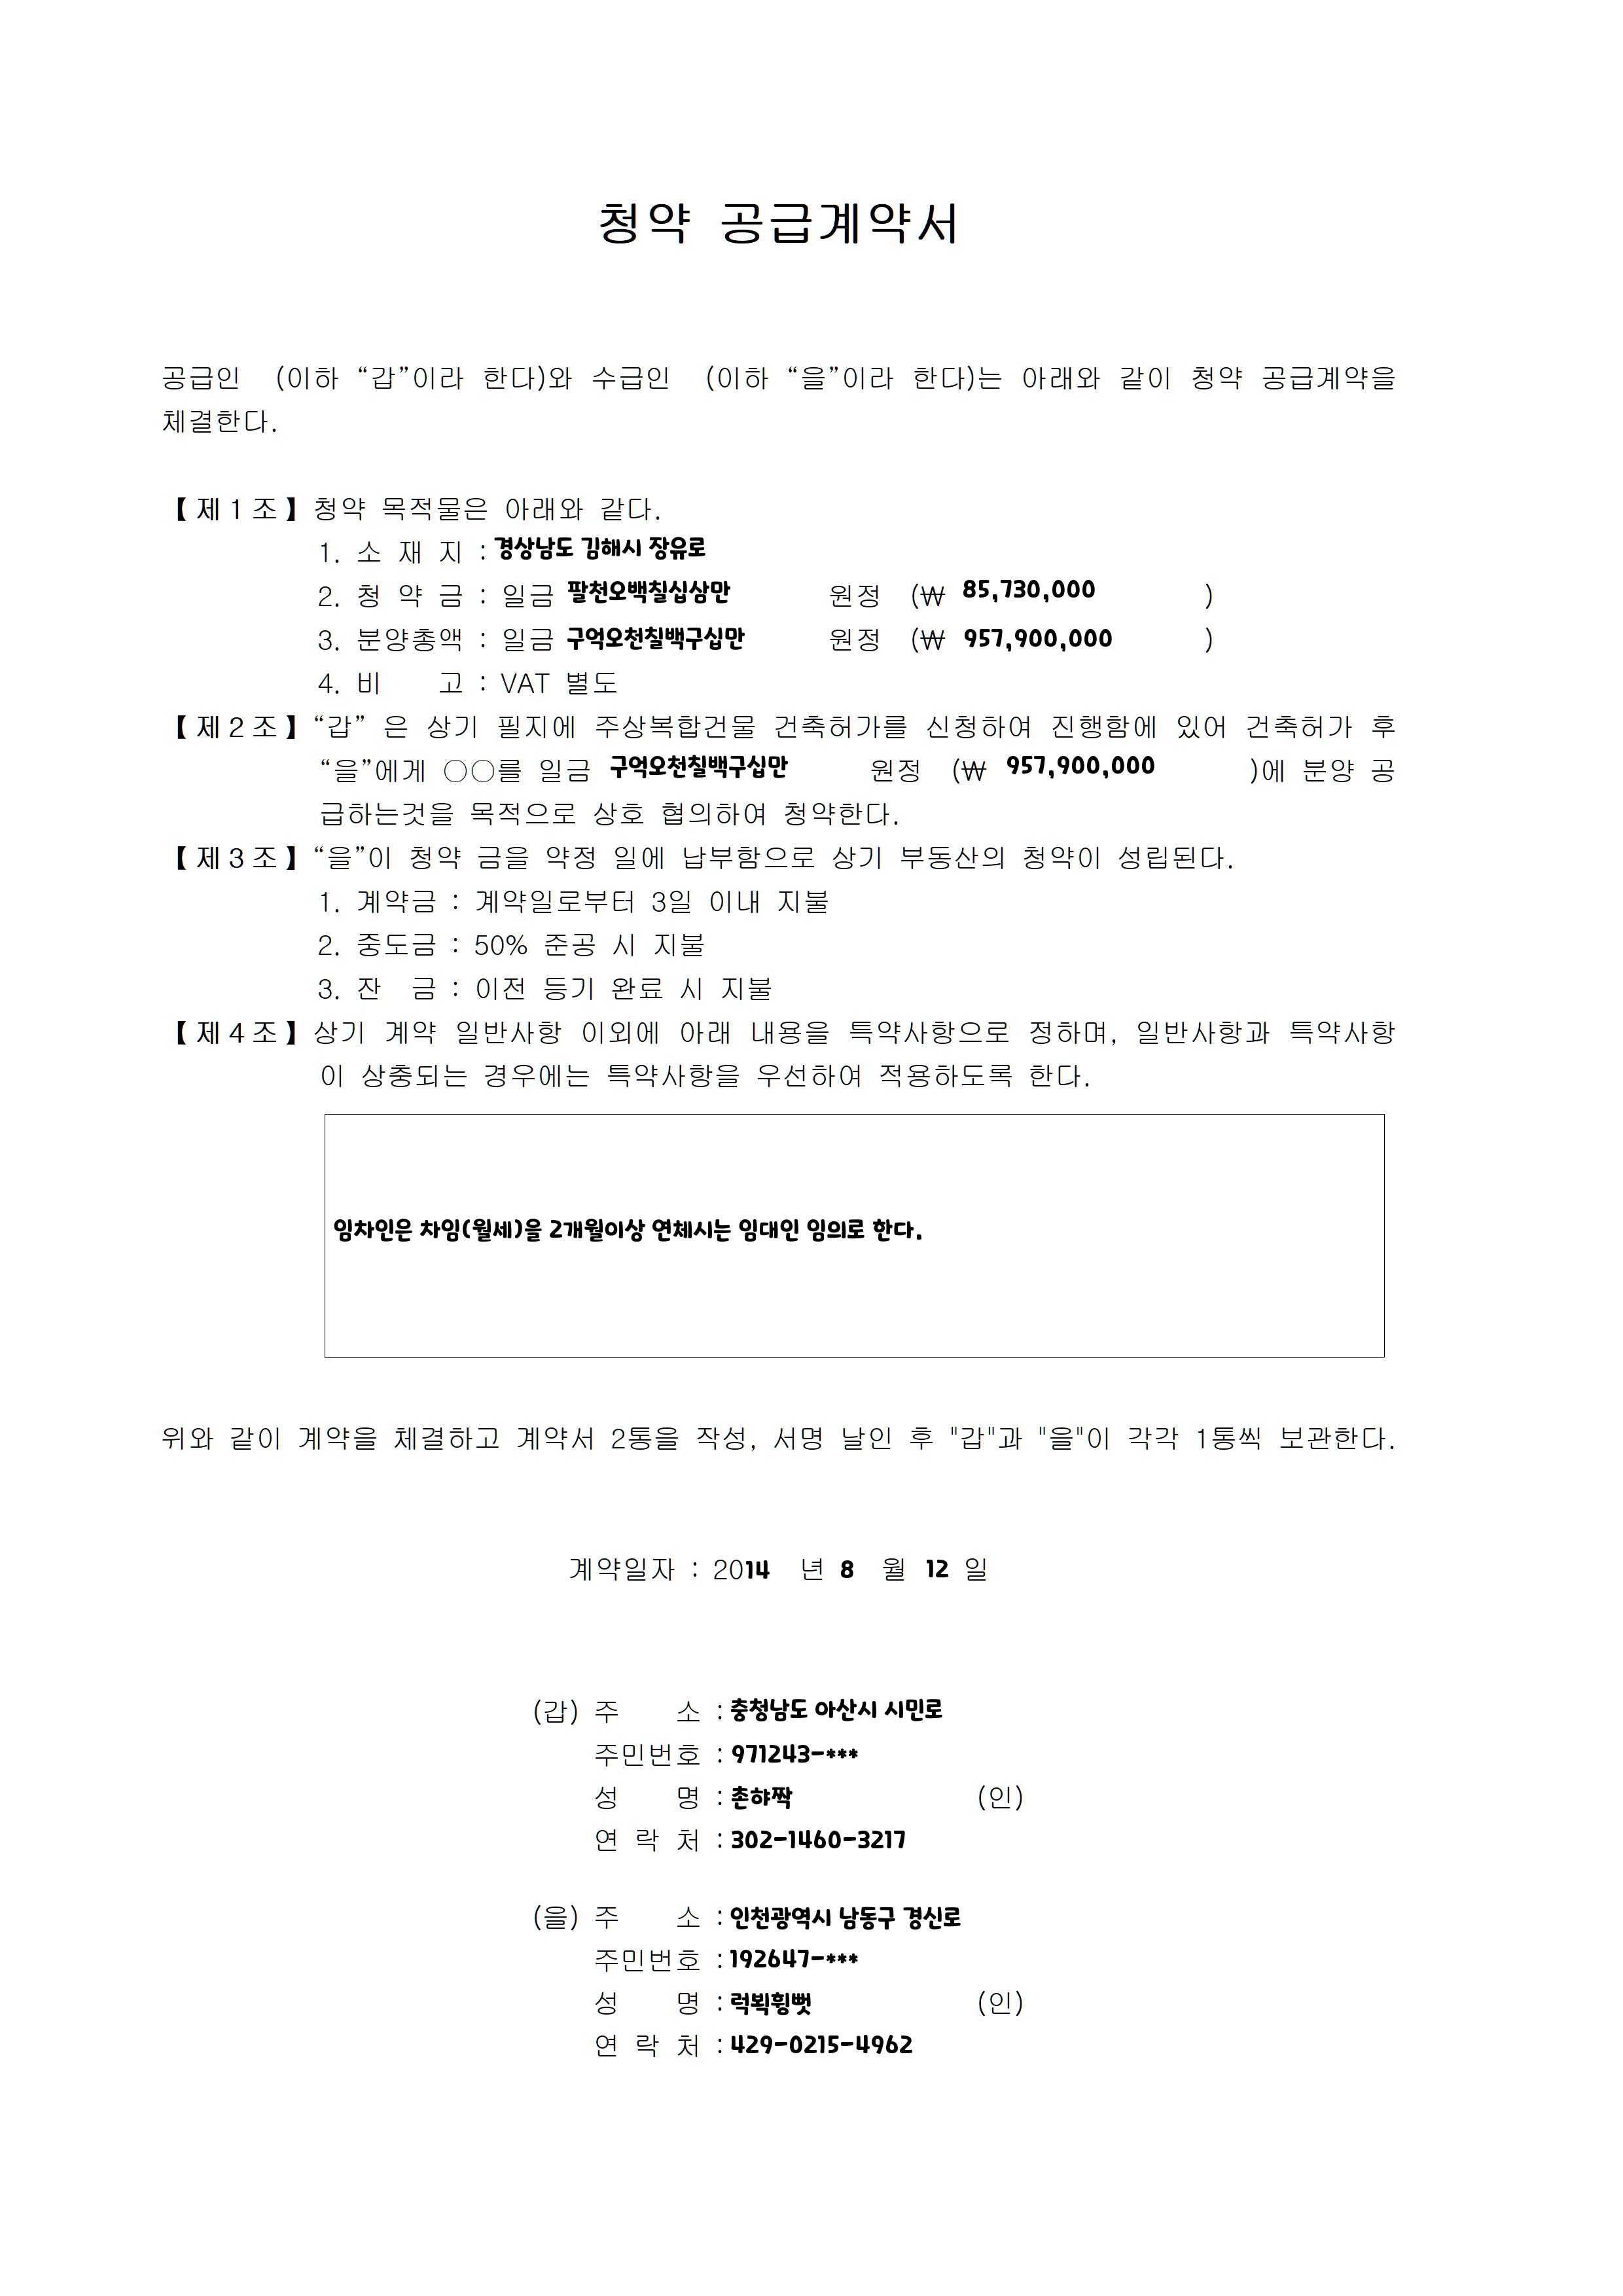 청약 공급계약서
공급인 (이하 “갑”이라 한다)와 수급인 (이하 “을”이라 한다)는 아래와 같이 청약 공급계약을
체결한다.
【제1조】청약 목적물은 아래와 같다.
1. 소 재 지 : 경상남도 김해시 장유로
2. 청 약 금 : 일금 팔천오백칠십삼만 원정 (₩ 85,730,000 )
3. 분양총액 : 일금 구억오천칠백구십만 원정 (₩ 957,900,000 )
4. 비 고 : VAT 별도
【제2조】“갑” 은 상기 필지에 주상복합건물 건축허가를 신청하여 진행함에 있어 건축허가 후
“을”에게 ○○를 일금 구억오천칠백구십만 원정 (₩ 957,900,000 )에 분양 공
급하는것을 목적으로 상호 협의하여 청약한다.
【제3조】“을”이 청약 금을 약정 일에 납부함으로 상기 부동산의 청약이 성립된다.
1. 계약금 : 계약일로부터 3일 이내 지불
2. 중도금 : 50% 준공 시 지불
3. 잔 금 : 이전 등기 완료 시 지불
【제4조】상기 계약 일반사항 이외에 아래 내용을 특약사항으로 정하며, 일반사항과 특약사항
이 상충되는 경우에는 특약사항을 우선하여 적용하도록 한다.
임차인은 차임(월세)을 2개월이상 연체시는 임대인 임의로 한다.
위와 같이 계약을 체결하고 계약서 2통을 작성, 서명 날인 후 "갑"과 "을"이 각각 1통씩 보관한다.
계약일자 : 2014 년 8 월 12 일
(갑) 주 소 : 충청남도 아산시 시민로
주민번호 : 971243-***
성 명 : 촌햐짝 (인)
연 락 처 : 302-1460-3217
(을) 주 소 : 인천광역시 남동구 경신로
주민번호 : 192647-***
성 명 : 럭뵉휭뻣 (인)
연 락 처 : 429-0215-4962